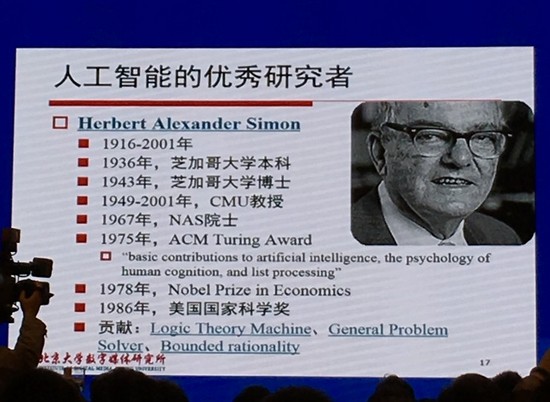 人工智能的优秀研究者
Herbert Alexander Simon
1916-2001年
1936年，芝加哥大学本科
1943年，芝加哥大学博士
1949-2001年，CMU教授
1967年，NAS院士
1975年，ACM Turing Award
“basic contributions to artificial intelligence, the psychology of
human cognition, and list processing”
1978年，Nobel Prize in Economics
1986年，美国国家科学奖
贡献：Logic Theory Machine、General Problem
Solver、Bounded rationality
北京大学数字媒体研究所
OF DIGITAL MEDIA
17